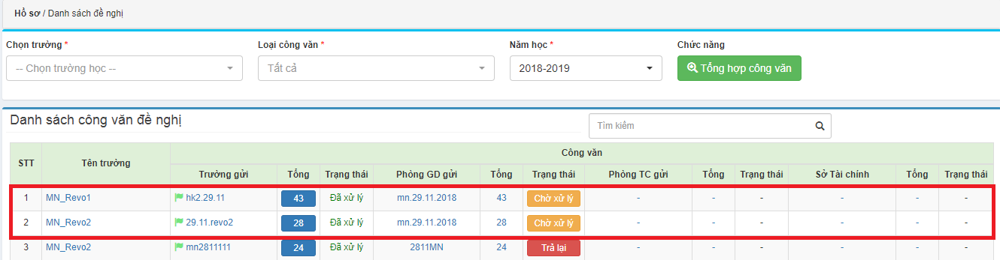 Hồ sơ / Danh sách đề nghị
Chọn trường * Loại công văn * Năm học * Chức năng
-- Chọn trường học -- Tất cả 2018-2019 Tổng hợp công văn
Danh sách công văn đề nghị Tìm kiếm
STT Tên trường Công văn
Trường gửi Tổng Trạng thái Phòng GD gửi Tổng Trạng thái Phòng TC gửi Tổng Trạng thái Sở Tài chính Tổng Trạng thái
1 MN_Revo1 hk2.29.11 43 Đã xử lý mn.29.11.2018 43 Chờ xử lý - - - - - -
2 MN_Revo2 29.11.revo2 28 Đã xử lý mn.29.11.2018 28 Chờ xử lý - - - - - -
3 MN_Revo2 mn2811111 24 Đã xử lý 2811MN 24 Trả lại - - - - - -